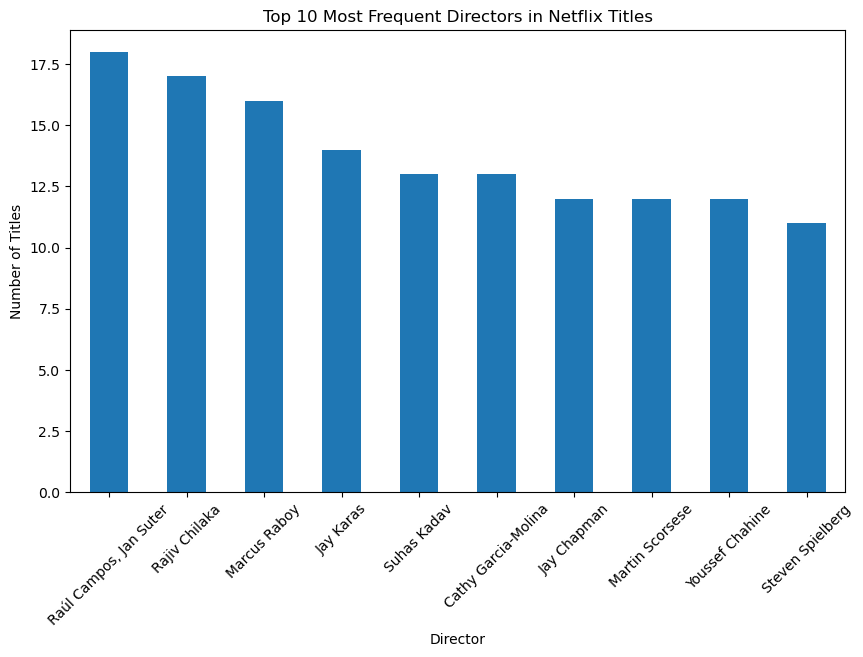 Top 10 Most Frequent Directors in Netflix Titles
Number of Titles
17.5
15.0
12.5
10.0
7.5
5.0
2.5
0.0
Raúl Campos, Jan Suter
Rajiv Chilaka
Marcus Raboy
Jay Karas
Suhas Kadav
Cathy Garcia-Molina
Jay Chapman
Martin Scorsese
Youssef Chahine
Steven Spielberg
Director